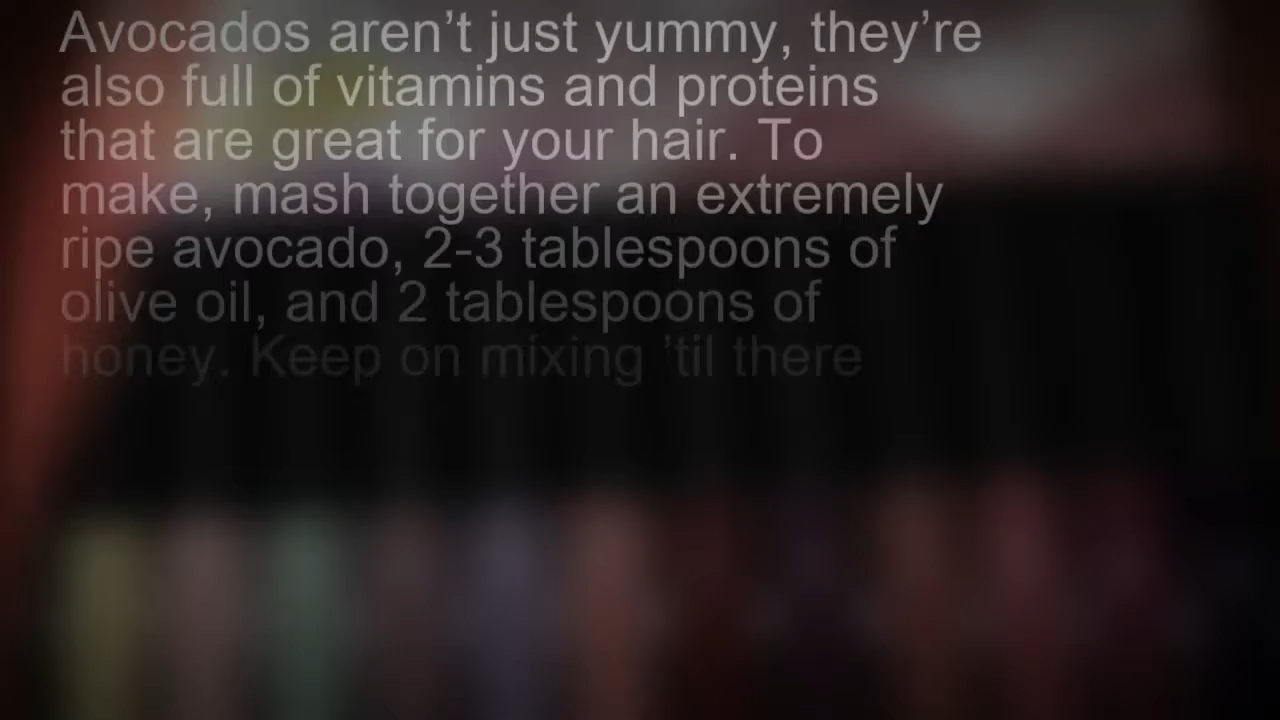 Avocados aren’t just yummy, they’re
also full of vitamins and proteins
that are great for your hair. To
make, mash together an extremely
ripe avocado, 2-3 tablespoons of
olive oil, and 2 tablespoons of
honey. Keep on mixing ’til there